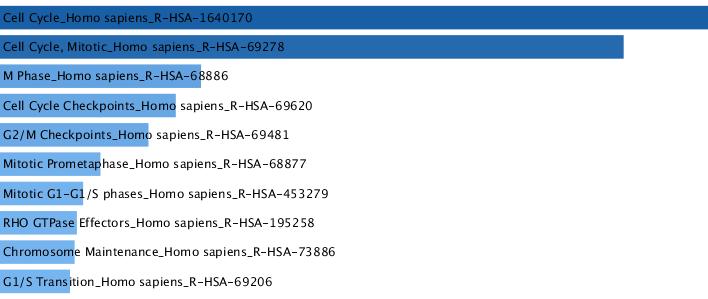 Cell Cycle_Homo sapiens_R-HSA-1640170
Cell Cycle, Mitotic_Homo sapiens_R-HSA-69278
M Phase_Homo sapiens_R-HSA-68886
Cell Cycle Checkpoints_Homo sapiens_R-HSA-69620
G2/M Checkpoints_Homo sapiens_R-HSA-69481
Mitotic Prometaphase_Homo sapiens_R-HSA-68877
Mitotic G1-G1/S phases_Homo sapiens_R-HSA-453279
RHO GTPase Effectors_Homo sapiens_R-HSA-195258
Chromosome Maintenance_Homo sapiens_R-HSA-73886
G1/S Transition_Homo sapiens_R-HSA-69206